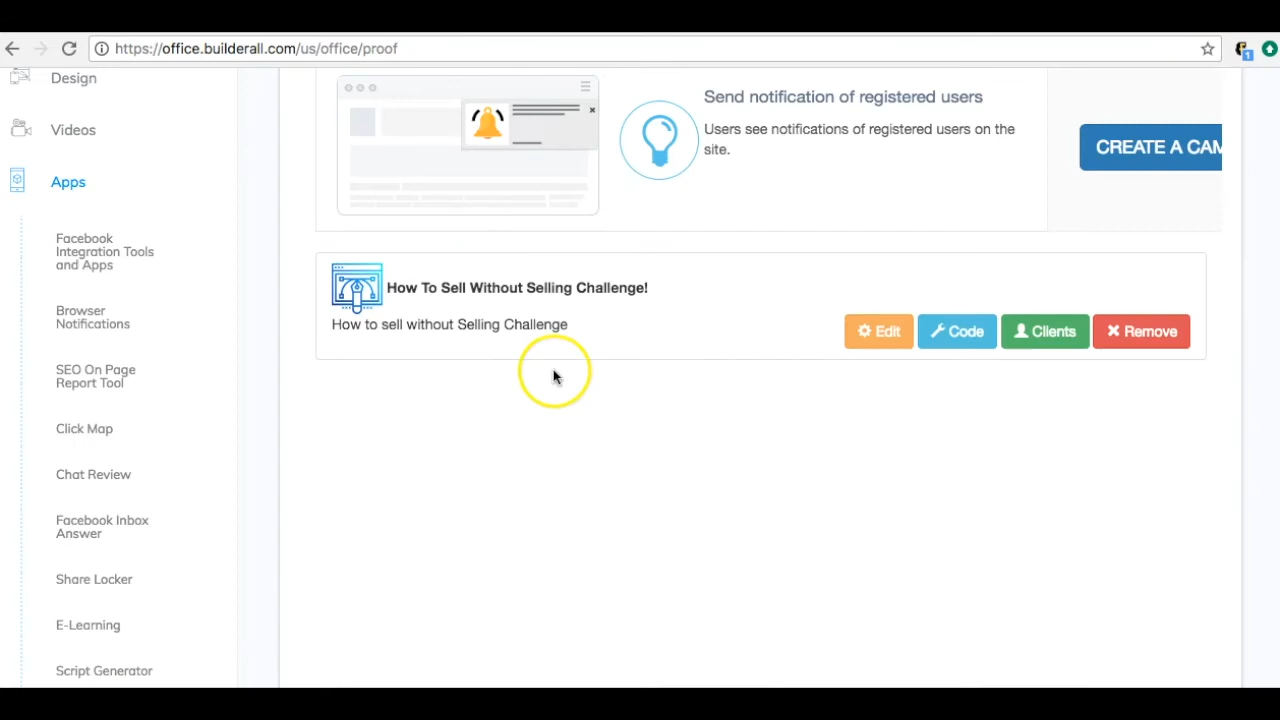 https://office.builderall.com/us/office/proof
1
Design
Videos
Apps
Facebook
Integration Tools
and Apps
Browser
Notifications
SEO On Page
Report Tool
Click Map
Chat Review
Facebook Inbox
Answer
Share Locker
E-Learning
Script Generator
Send notification of registered users
Users see notifications of registered users on the
site.
CREATE A CAM
How To Sell Without Selling Challenge!
How to sell without Selling Challenge
Edit
Code
Clients
Remove